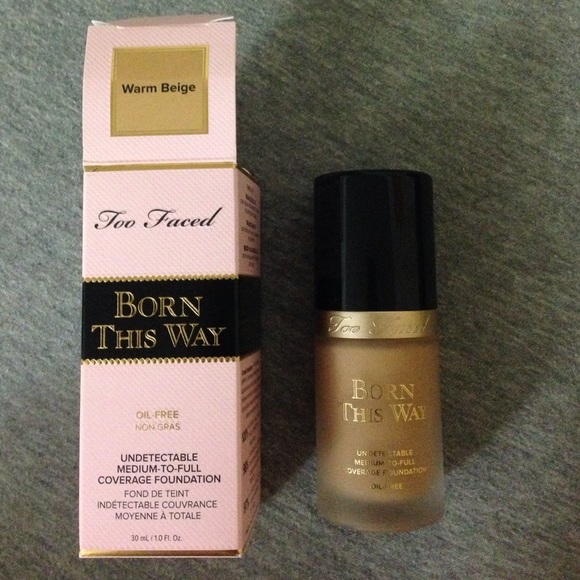 Warm Beige
Too Faced
BORN
THIS WAY
OIL-FREE
NON GRAS
UNDETECTABLE
MEDIUM-TO-FULL
COVERAGE FOUNDATION
FOND DE TEINT
INDÉTECTABLE COUVRANCE
MOYENNE À TOTALE
30 mL / 1.0 Fl. Oz.
Too Faced
BORN
THIS WAY
UNDETECTABLE
MEDIUM-TO-FULL
COVERAGE FOUNDATION
OIL-FREE